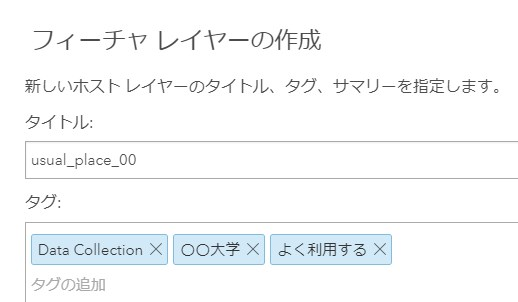 フィーチャ レイヤーの作成
新しいホスト レイヤーのタイトル、タグ、サマリーを指定します。
タイトル:
usual_place_00
タグ:
Data Collection × 〇〇大学 × よく利用する ×
タグの追加